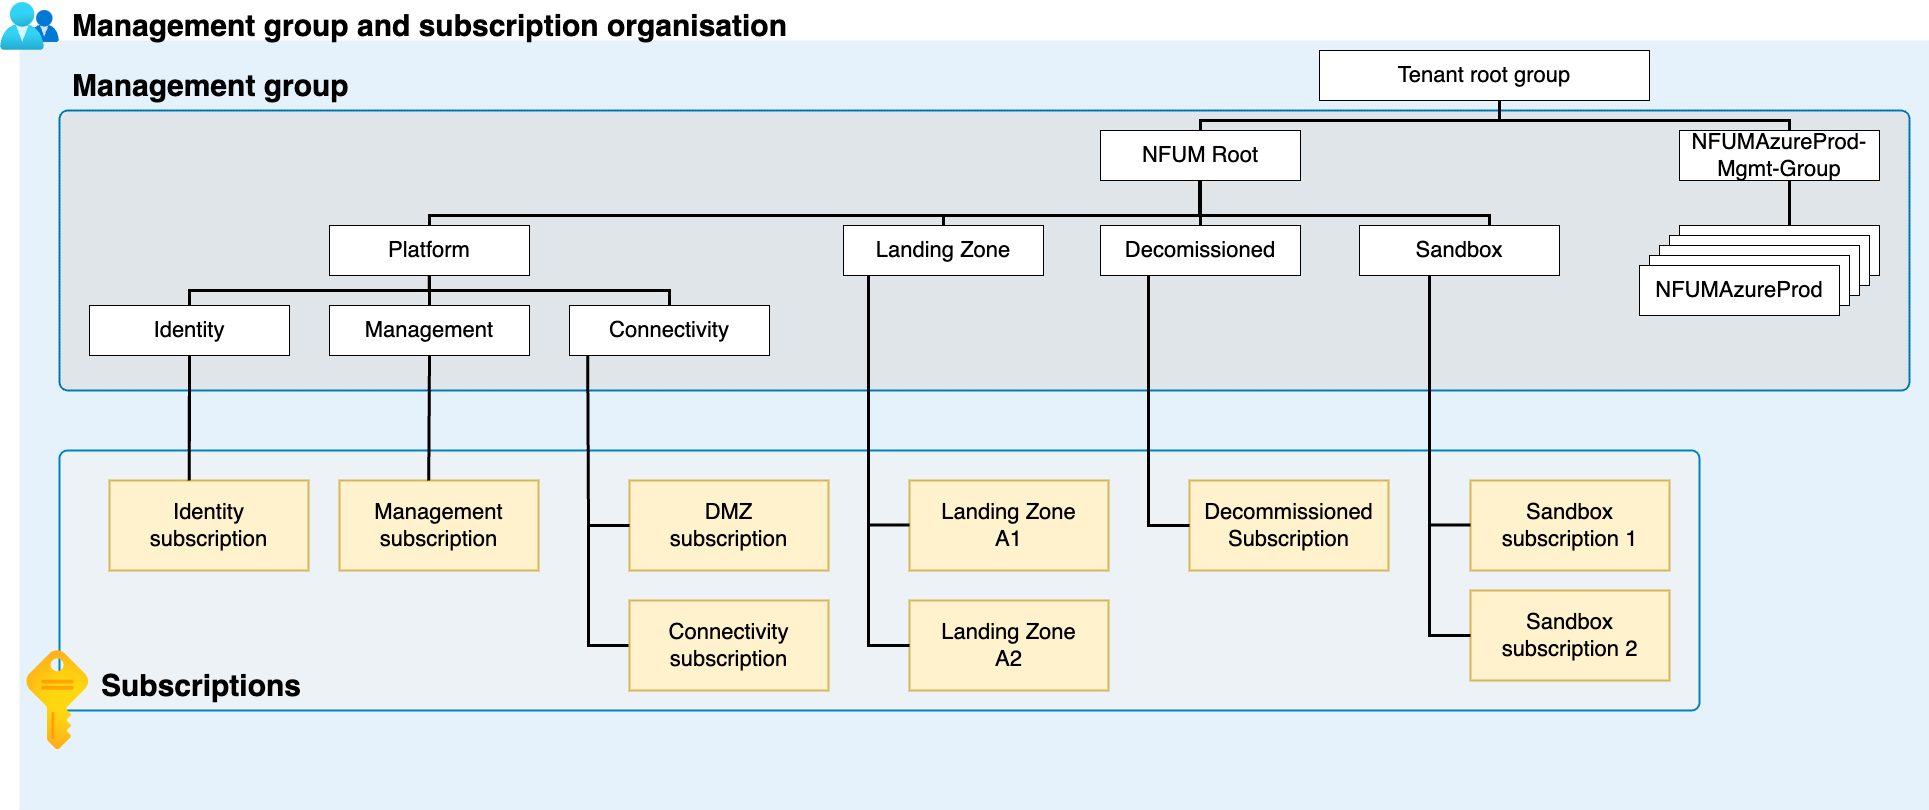 Management group and subscription organisation
Management group
Tenant root group
NFUM Root
NFUMAzureProd-
Mgmt-Group
Platform
Landing Zone
Decomissioned
Sandbox
NFUMAzureProd
Identity
Management
Connectivity
Identity
subscription
Management
subscription
DMZ
subscription
Landing Zone
A1
Decommissioned
Subscription
Sandbox
subscription 1
Connectivity
subscription
Landing Zone
A2
Sandbox
subscription 2
Subscriptions